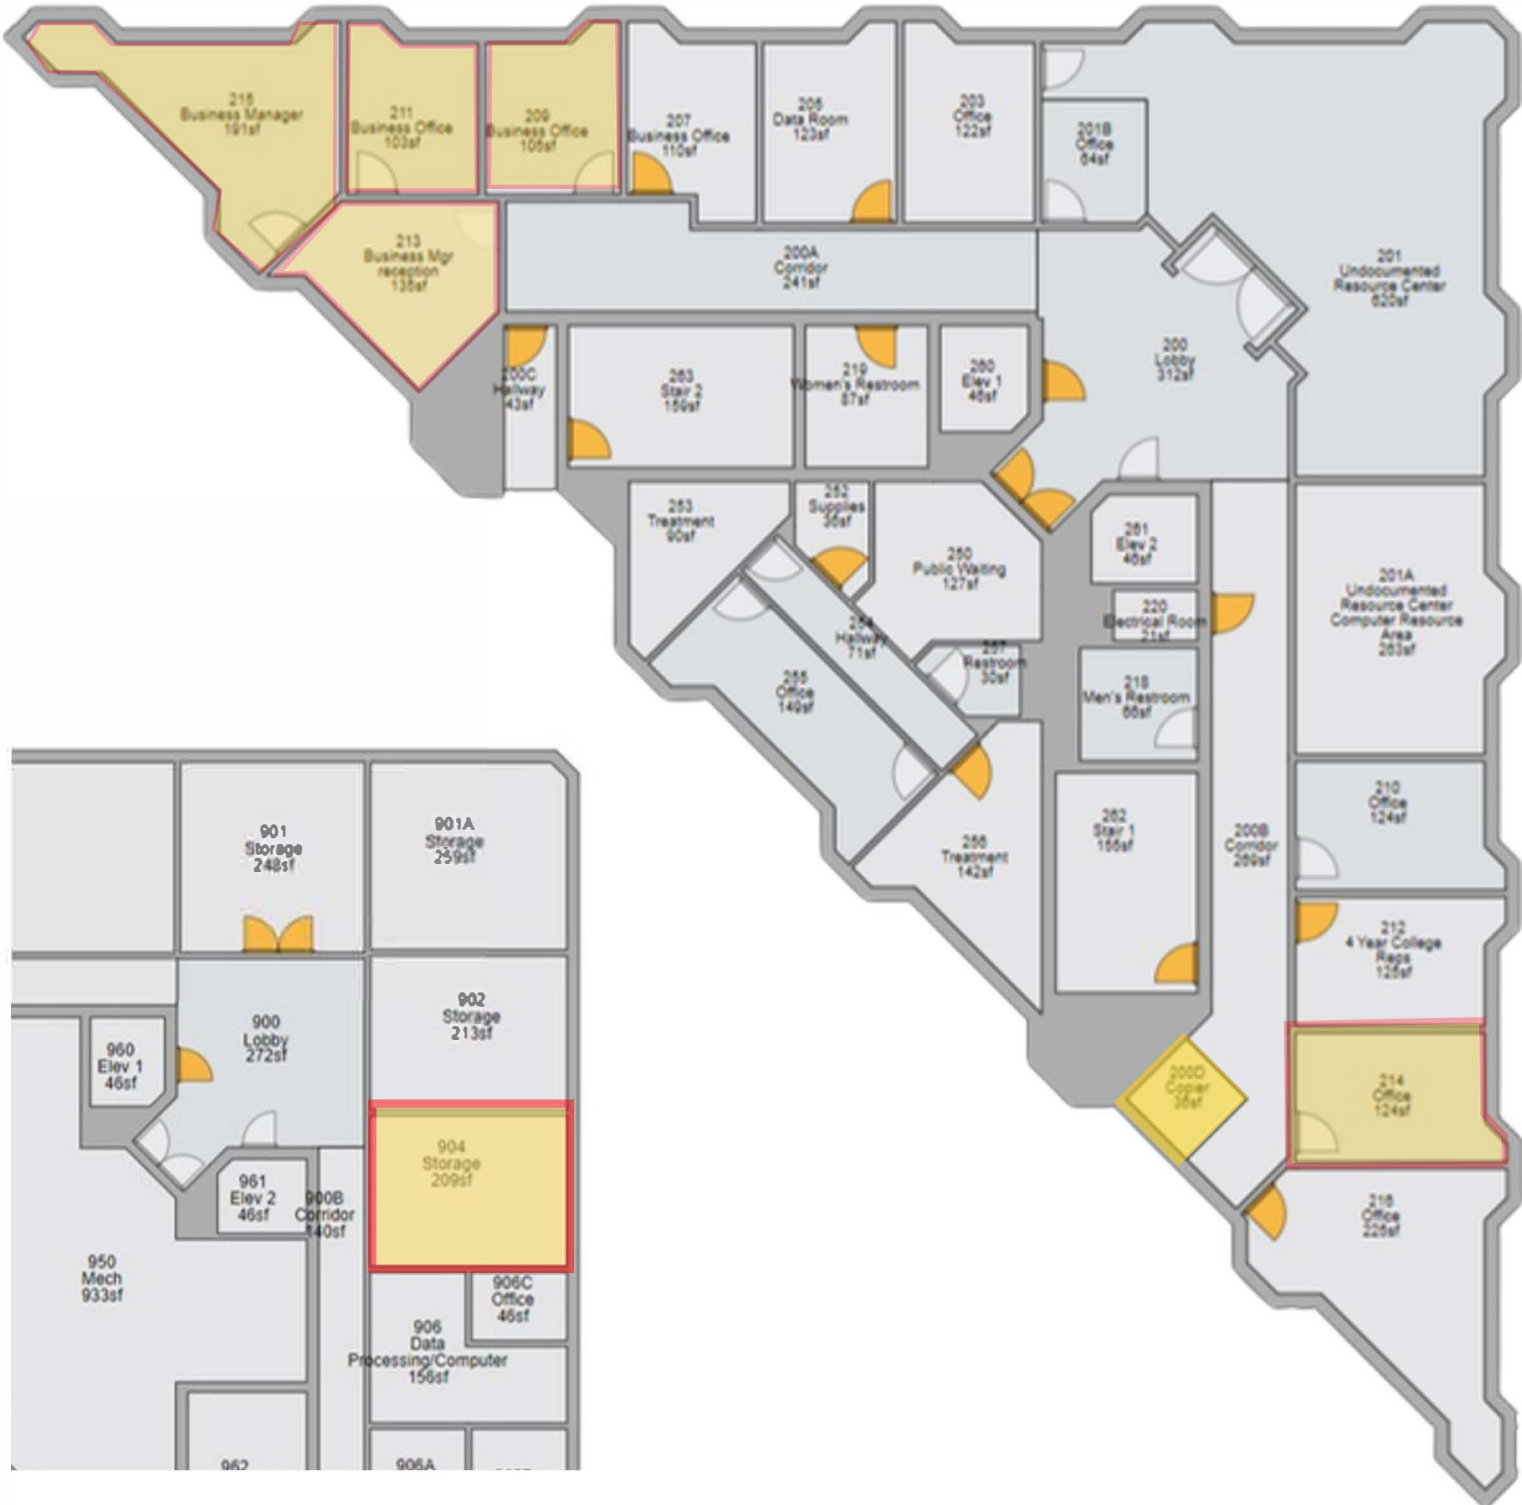 215
Business Manager
191sf
211
Business Office
103sf
209
Business Office
105sf
207
Business Office
110sf
205
Data Room
123sf
203
Office
122sf
201B
Office
64sf
213
Business Mgr
reception
135sf
200A
Corridor
241sf
201
Undocumented
Resource Center
620sf
200
Lobby
312sf
200C
Hallway
43sf
263
Stair 2
159sf
219
Women's Restroom
87sf
260
Elev 1
46sf
253
Treatment
90sf
252
Supplies
36sf
250
Public Waiting
127sf
261
Elev 2
46sf
220
Electrical Room
21sf
201A
Undocumented
Resource Center
Computer Resource
Area
263sf
254
Hallway
71sf
257
Restroom
30sf
255
Office
149sf
218
Men's Restroom
66sf
210
Office
124sf
256
Treatment
142sf
262
Stair 1
156sf
200B
Corridor
269sf
212
4 Year College
Reps
125sf
200D
Copier
36sf
214
Office
124sf
216
Office
226sf
901
Storage
248sf
901A
Storage
259sf
902
Storage
213sf
900
Lobby
272sf
960
Elev 1
46sf
904
Storage
209sf
961
Elev 2
46sf
900B
Corridor
140sf
950
Mech
933sf
906C
Office
46sf
906
Data
Processing/Computer
156sf
962
906A